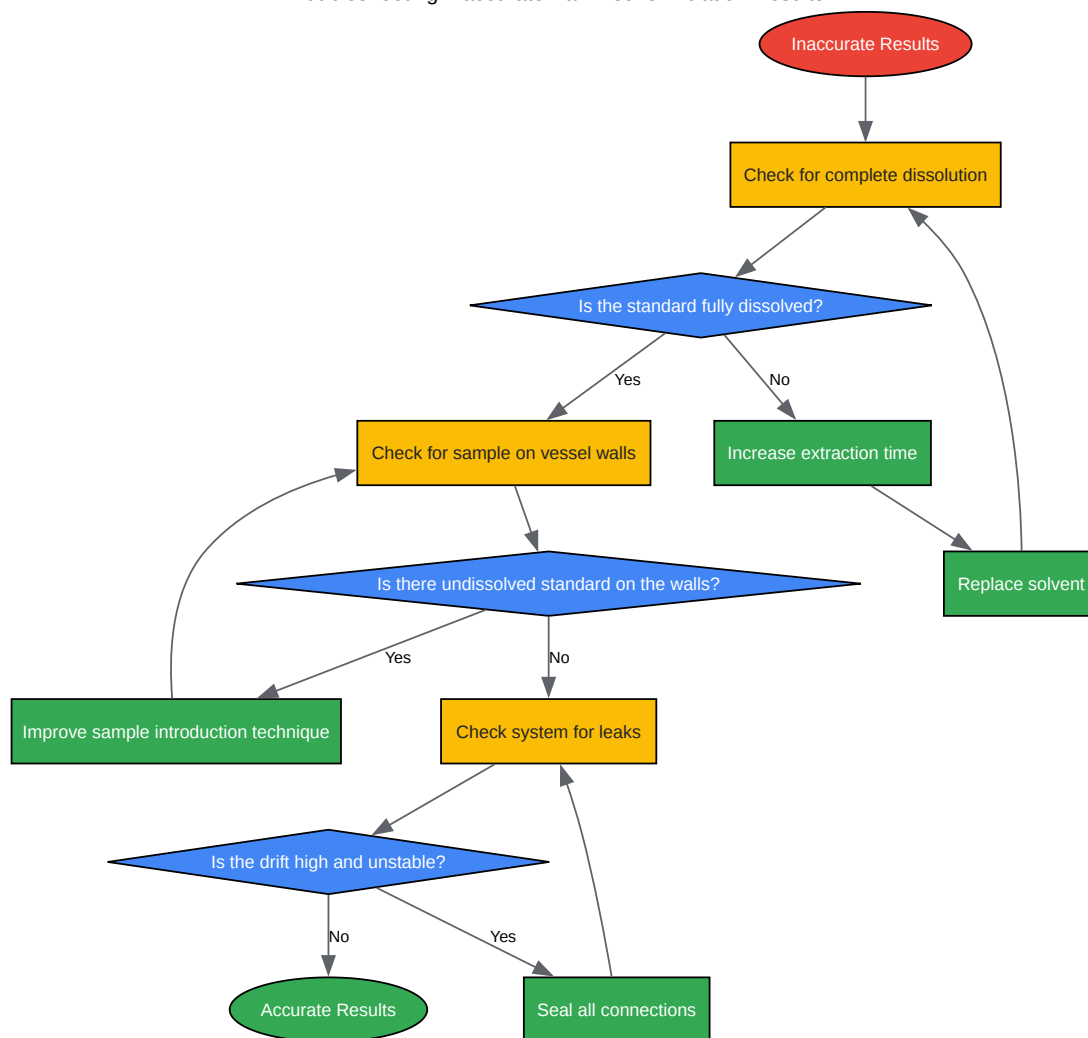 Inaccurate Results
Check for complete dissolution
Is the standard fully dissolved?
Yes
No
Check for sample on vessel walls
Increase extraction time
Is there undissolved standard on the walls?
Replace solvent
Yes
No
Improve sample introduction technique
Check system for leaks
Is the drift high and unstable?
No
Yes
Accurate Results
Seal all connections